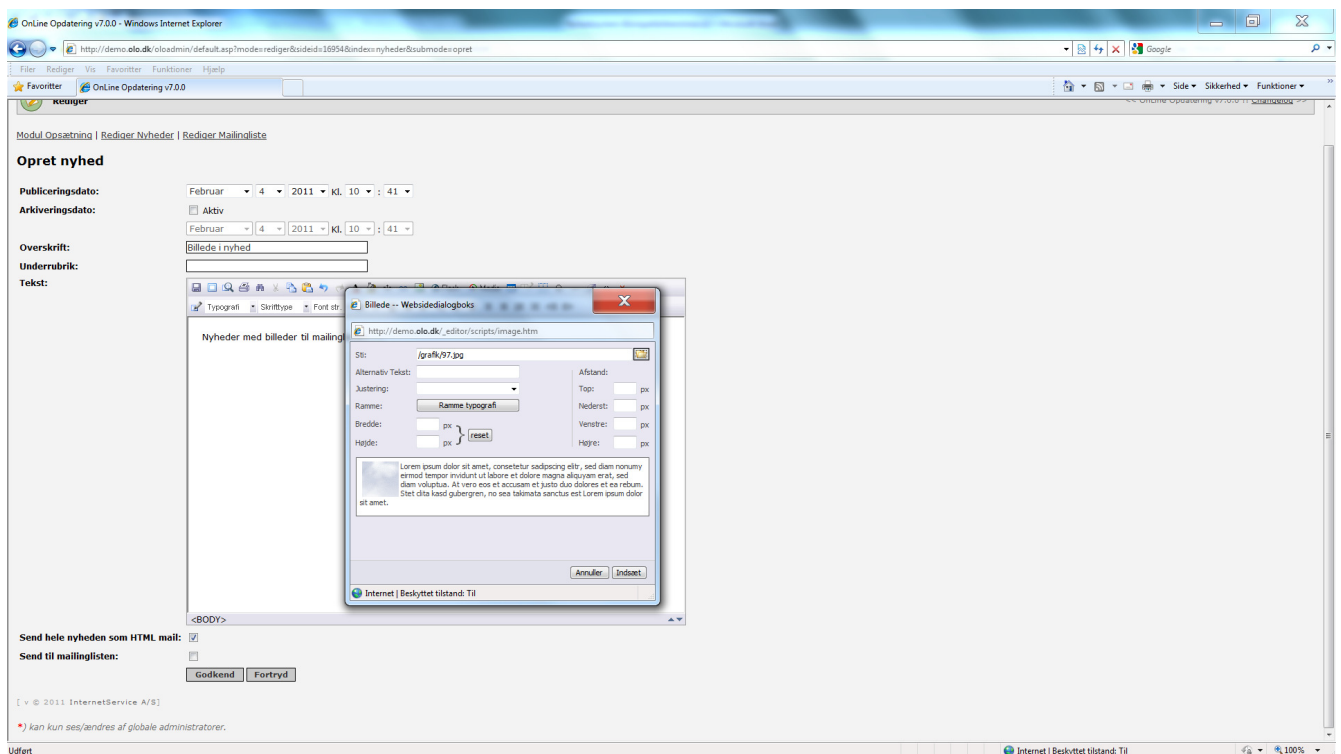 OnLine Opdatering v7.0.0 - Windows Internet Explorer
http://demo.olo.dk/oloadmin/default.asp?mode=rediger&sideid=16954&index=nyheder&submode=opret
Google
Filer Rediger Vis Favoritter Funktioner Hjælp
Favoritter OnLine Opdatering v7.0.0 Side Sikkerhed Funktioner
Rediger << OnLine Opdatering v7.0.0 !! Changelog >>
Modul Opsætning | Rediger Nyheder | Rediger Mailingliste
Opret nyhed
Publiceringsdato: Februar 4 2011 Kl. 10 : 41
Arkiveringsdato: Aktiv
Februar 4 2011 Kl. 10 : 41
Overskrift: Billede i nyhed
Underrubrik:
Tekst:
Typografi Skrifttype Font str.
Nyheder med billeder til mailingl
Billede -- Websidedialogboks
http://demo.olo.dk/_editor/scripts/image.htm
Sti: /grafik/97.jpg
Alternativ Tekst: Afstand:
Justering: Top: px
Ramme: Ramme typografi Nederst: px
Bredde: px } reset Venstre: px
Højde: px Højre: px
Lorem ipsum dolor sit amet, consetetur sadipscing elitr, sed diam nonumy
eirmod tempor invidunt ut labore et dolore magna aliquyam erat, sed
diam voluptua. At vero eos et accusam et justo duo dolores et ea rebum.
Stet clita kasd gubergren, no sea takimata sanctus est Lorem ipsum dolor
sit amet.
Annuller Indsæt
Internet | Beskyttet tilstand: Til
<BODY>
Send hele nyheden som HTML mail:
Send til mailinglisten:
Godkend Fortryd
[ v © 2011 InternetService A/S]
*) kan kun ses/ændres af globale administratorer.
Udført Internet | Beskyttet tilstand: Til 100%